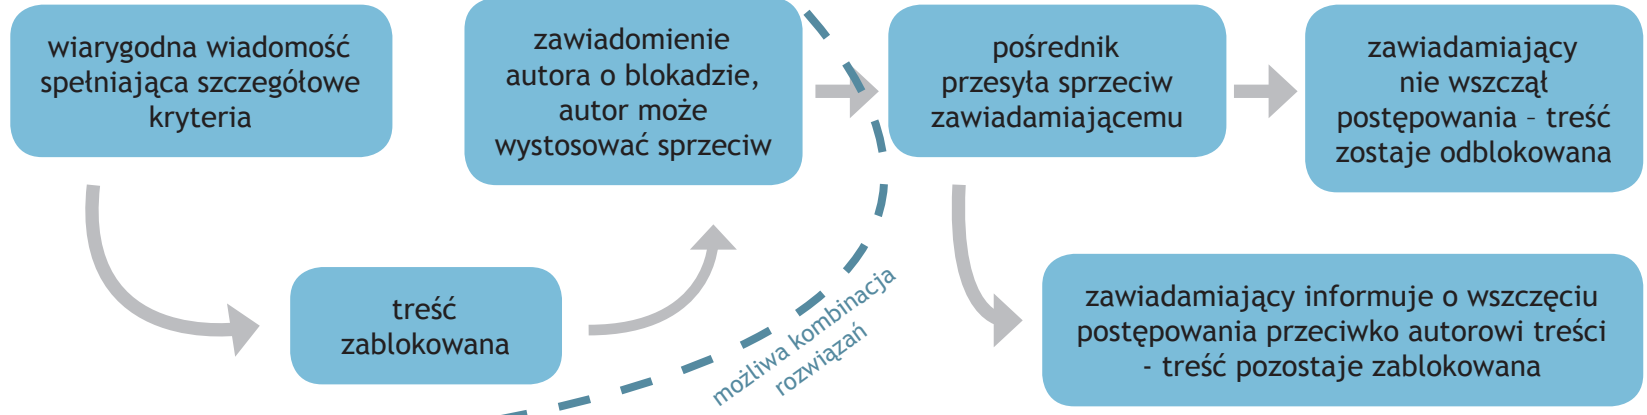 wiarygodna wiadomość
spełniająca szczegółowe
kryteria
treść
zablokowana
zawiadomienie
autora o blokadzie,
autor może
wystosować sprzeciw
możliwa kombinacja
rozwiązań
pośrednik
przesyła sprzeciw
zawiadamiającemu
zawiadamiający
nie wszczął
postępowania – treść
zostaje odblokowana
zawiadamiający informuje o wszczęciu
postępowania przeciwko autorowi treści
- treść pozostaje zablokowana